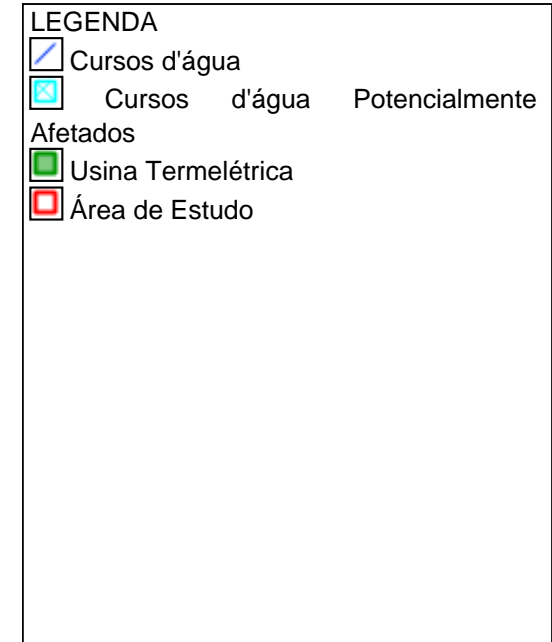 LEGENDA
Cursos d'água
Cursos d'água Potencialmente
Afetados
Usina Termelétrica
Área de Estudo